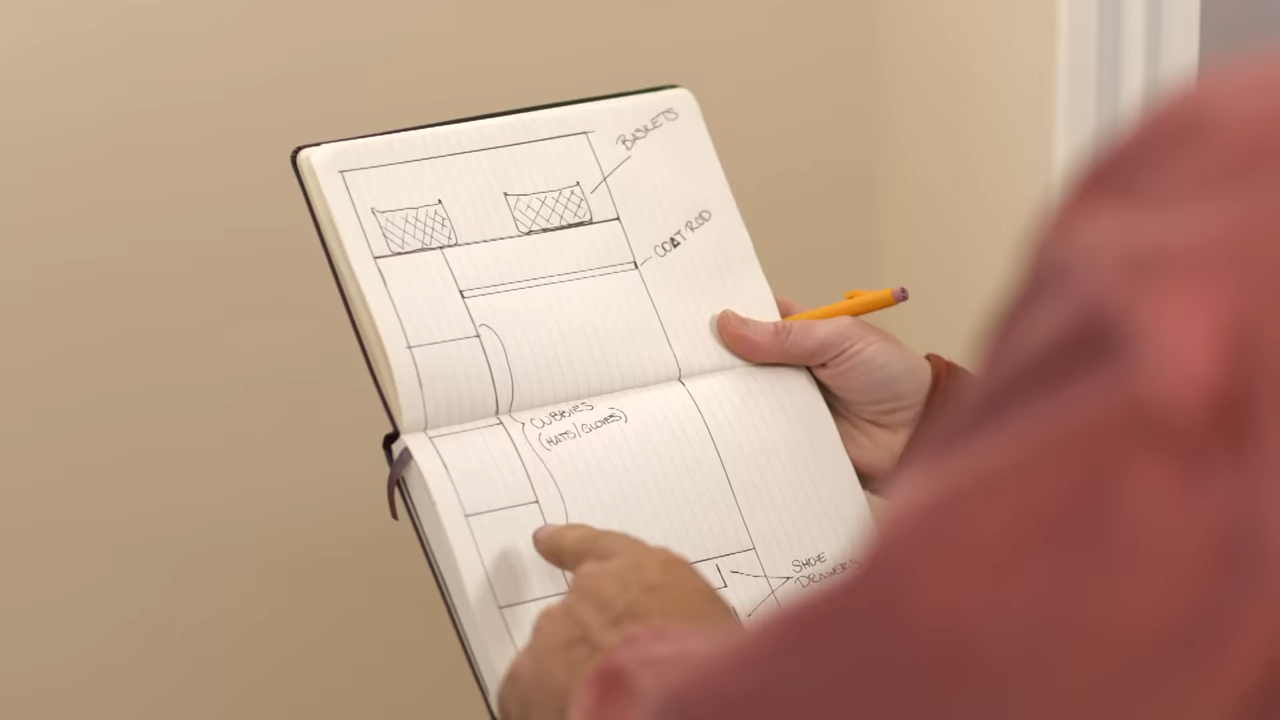 BASKETS
COAT ROD
CUBBIES
(HATS/GLOVES)
SHOE
DRAWERS